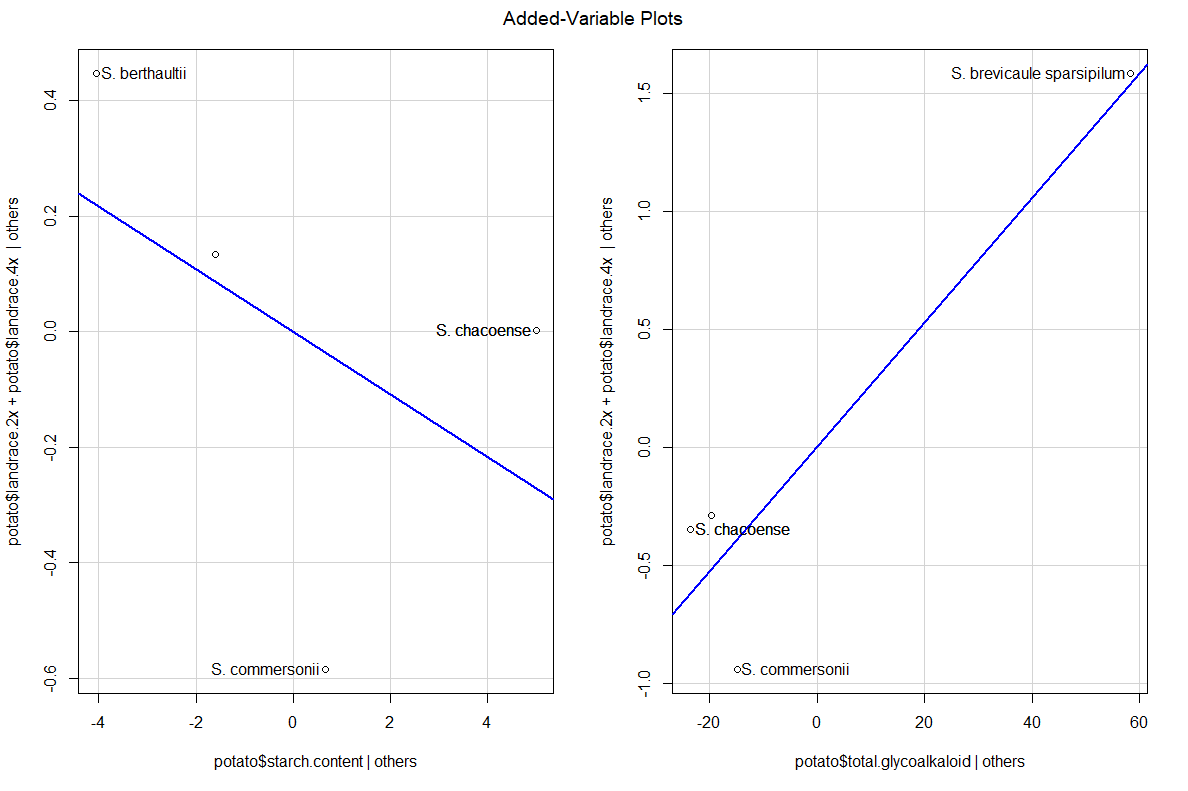 Added-Variable Plots
potato$landrace.2x + potato$landrace.4x | others
0.4
0.2
0.0
-0.2
-0.4
-0.6
S. berthaultii
S. chacoense
S. commersonii
-4
-2
0
2
4
potato$starch.content | others
potato$landrace.2x + potato$landrace.4x | others
1.5
1.0
0.5
0.0
-0.5
-1.0
S. brevicaule sparsipilum
S. chacoense
S. commersonii
-20
0
20
40
60
potato$total.glycoalkaloid | others